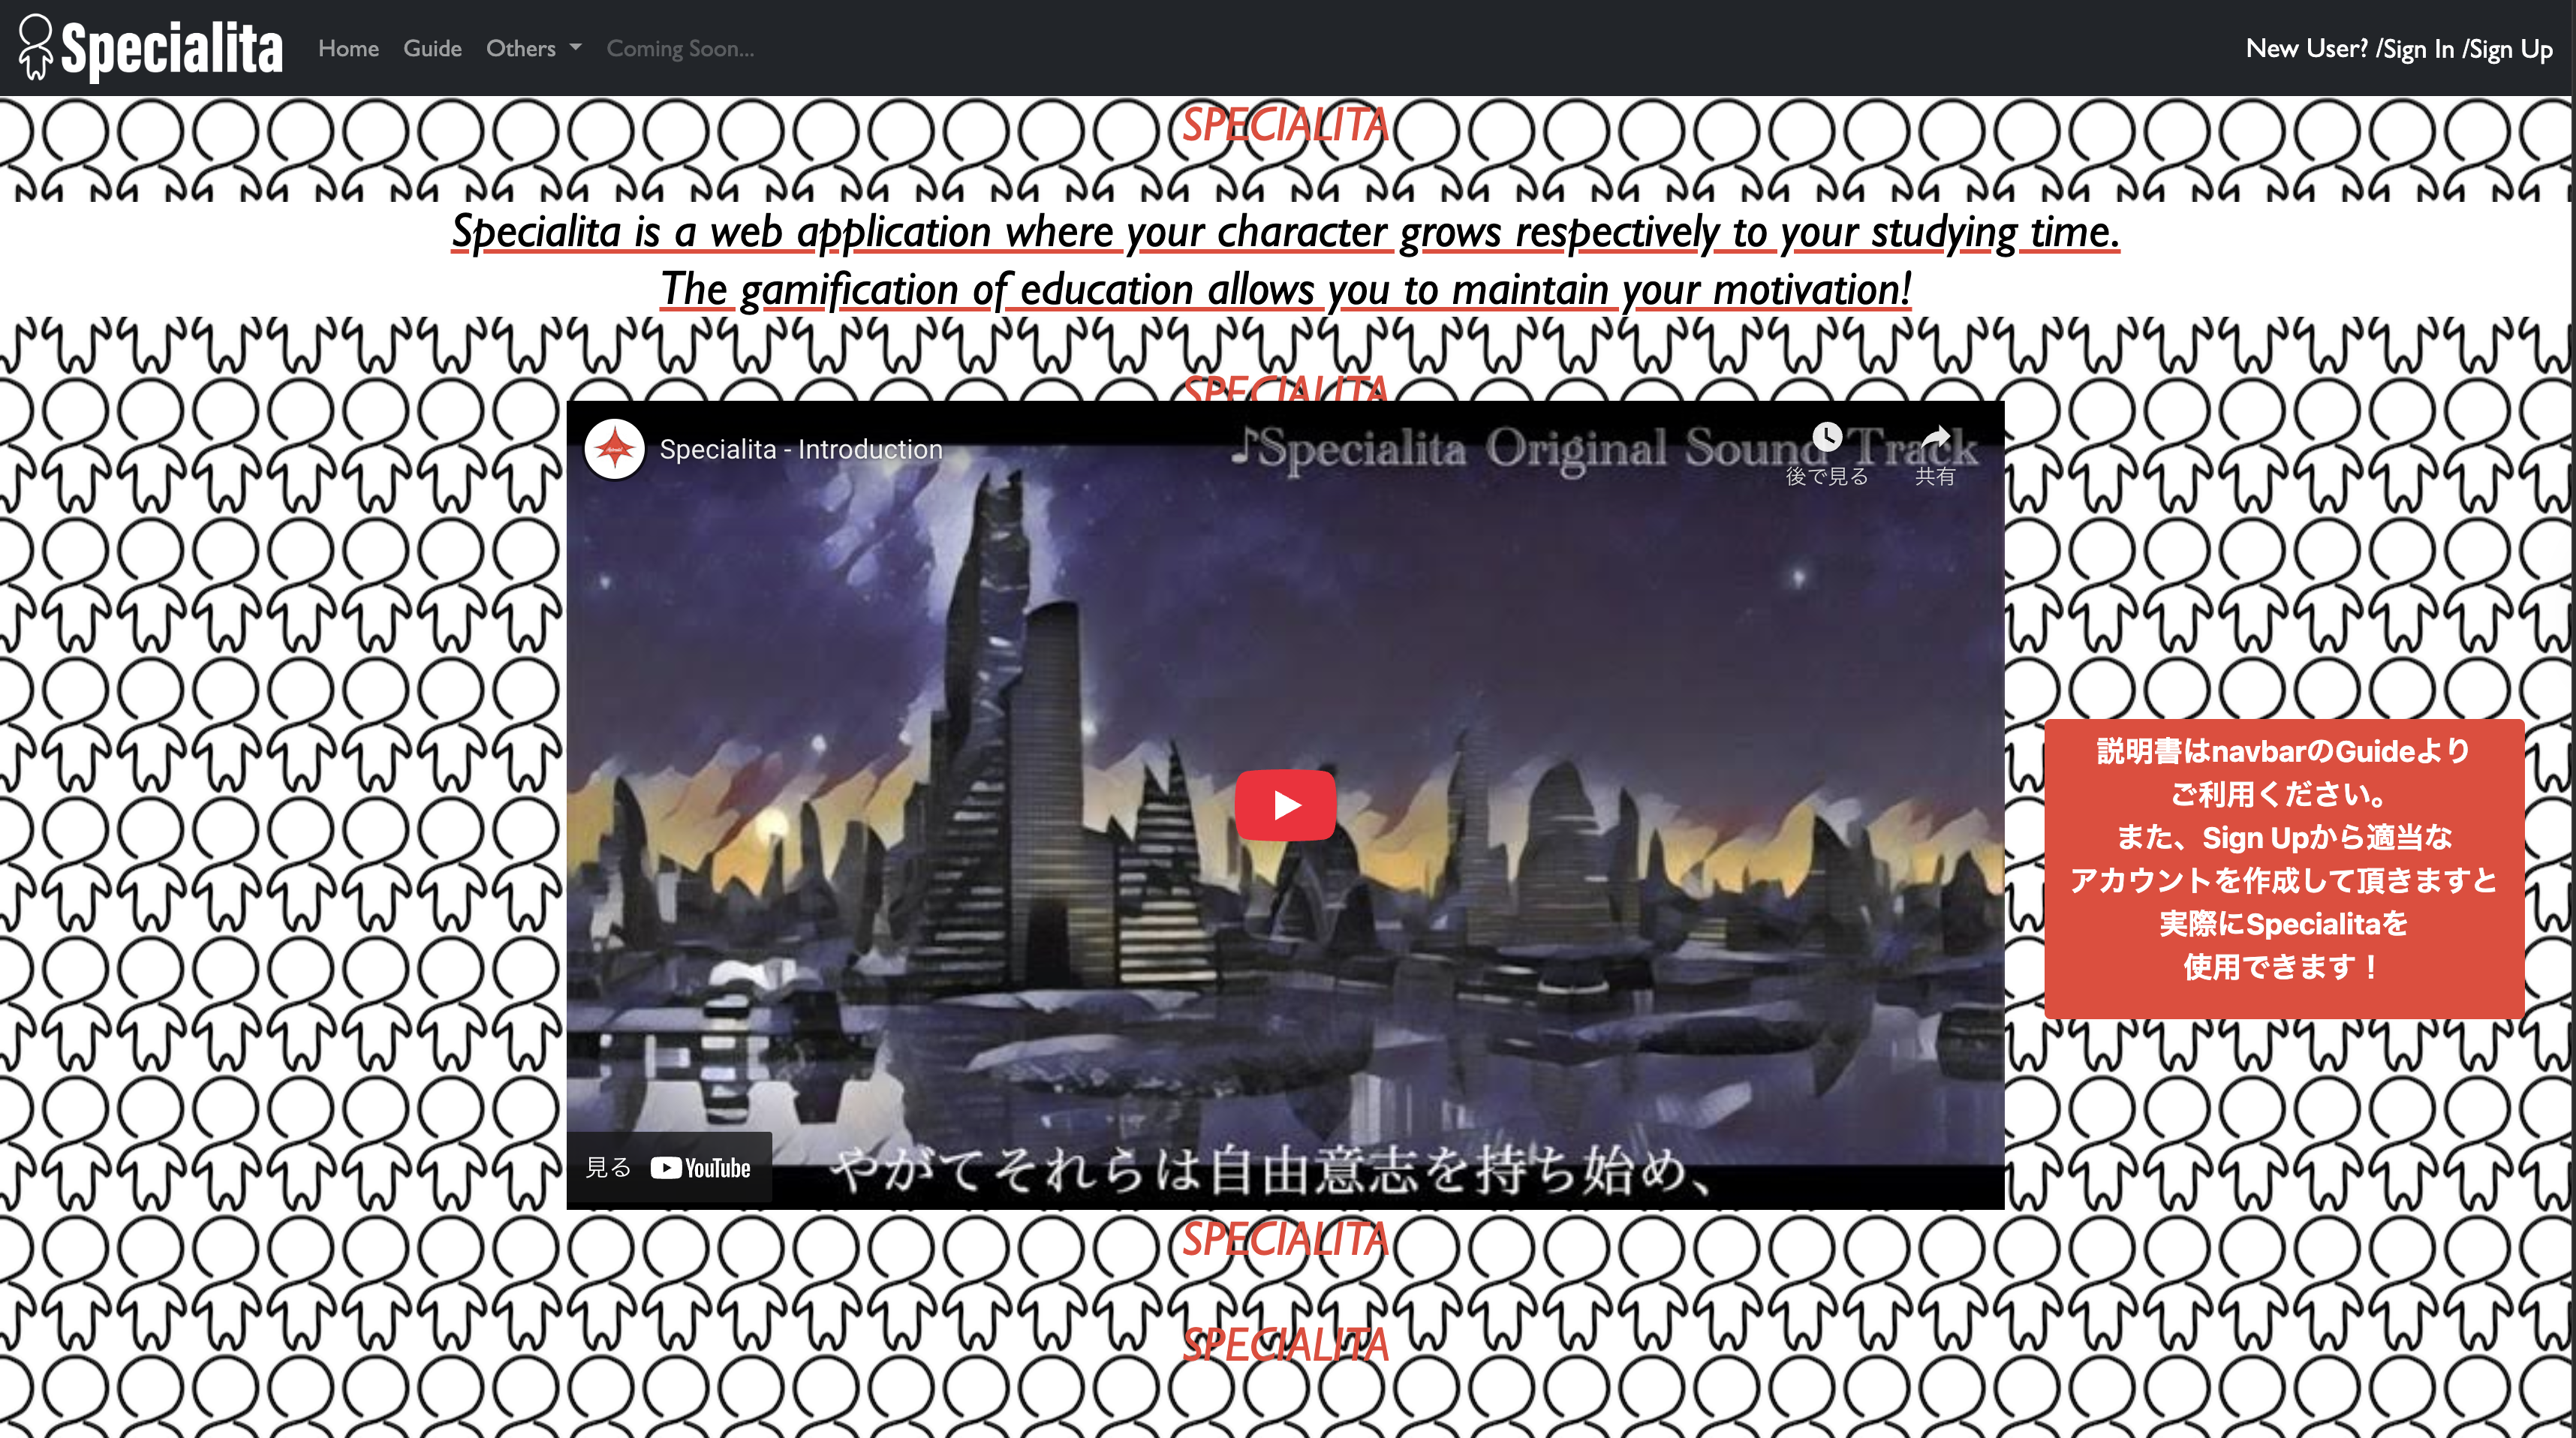 Specialita Home Guide Others Coming Soon... New User? /Sign In /Sign Up
SPECIALITA
Specialita is a web application where your character grows respectively to your studying time.
The gamification of education allows you to maintain your motivation!
SPECIALITA
Specialita - Introduction
♪Specialita Original Sound Track
後で見る 共有
説明書はnavbarのGuideより
ご利用ください。
また、Sign Upから適当な
アカウントを作成して頂きますと
実際にSpecialitaを
使用できます！
見る YouTube
やがてそれらは自由意志を持ち始め、
SPECIALITA
SPECIALITA